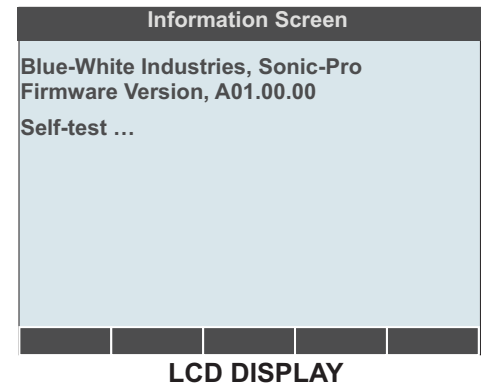 Information Screen
Blue-White Industries, Sonic-Pro
Firmware Version, A01.00.00
Self-test …
LCD DISPLAY